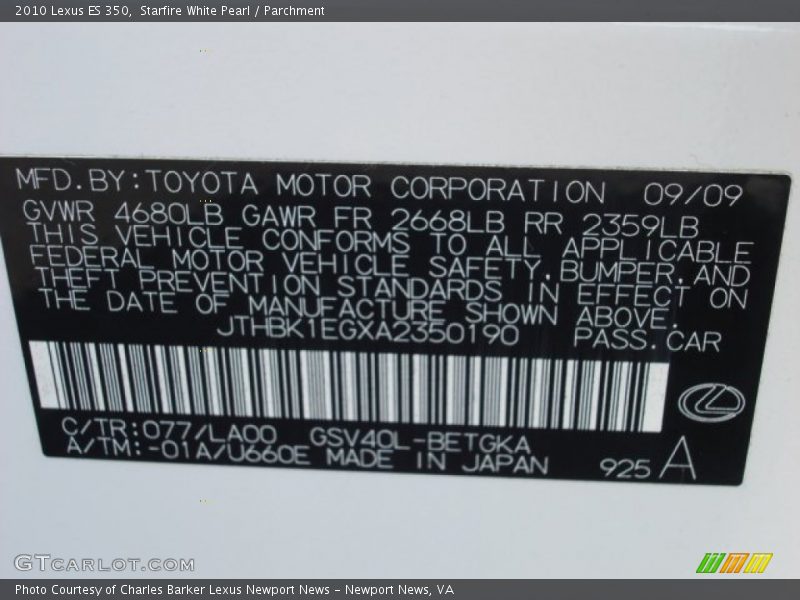 2010 Lexus ES 350,  Starfire White Pearl / Parchment
MFD.BY:TOYOTA MOTOR CORPORATION 09/09
GVWR 4680LB GAWR FR 2668LB RR 2359LB
THIS VEHICLE CONFORMS TO ALL APPLICABLE
FEDERAL MOTOR VEHICLE SAFETY,BUMPER,AND
THEFT PREVENTION STANDARDS IN EFFECT ON
THE DATE OF MANUFACTURE SHOWN ABOVE.
JTHBK1EGXA2350190 PASS.CAR
C/TR:077/LA00 GSV40L-BETGKA
A/TM:-01A/U660E MADE IN JAPAN 925 A
GTCARLOT.COM
Photo Courtesy of Charles Barker Lexus Newport News - Newport News, VA